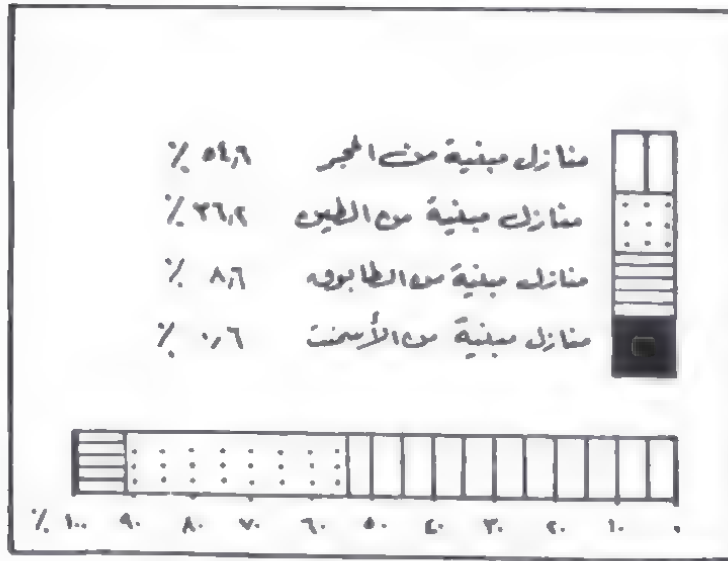 منازل مبنية من الحجر ٥٤,٦ ٪
منازل مبنية من الطين ٣٦,٢ ٪
منازل مبنية من الطابوق ٨,٦ ٪
منازل مبنية من الأسمنت ٠,٦ ٪
٪ ١٠٠ ٩٠ ٨٠ ٧٠ ٦٠ ٥٠ ٤٠ ٣٠ ٢٠ ١٠ ٠